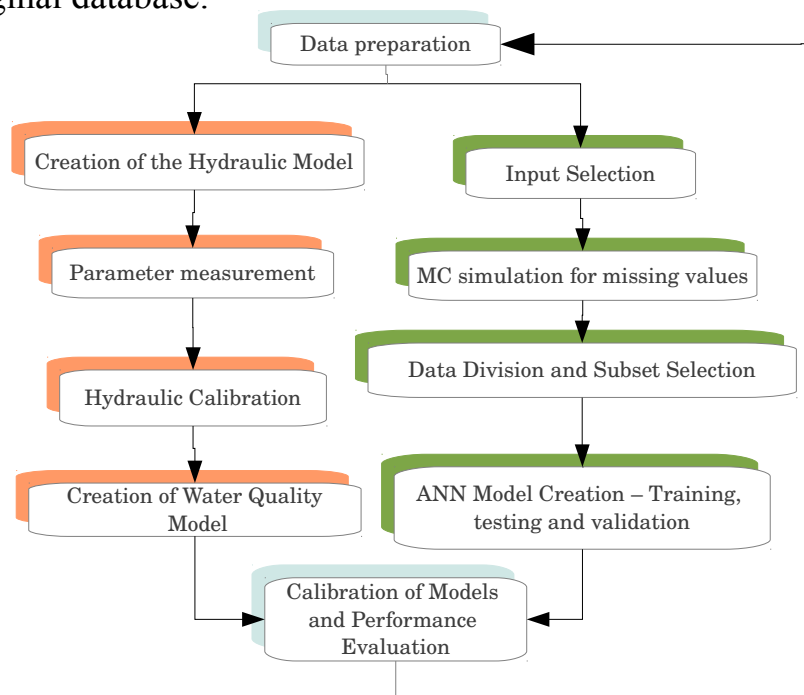 ginal database.
Data preparation
Creation of the Hydraulic Model
Input Selection
Parameter measurement
MC simulation for missing values
Hydraulic Calibration
Data Division and Subset Selection
Creation of Water Quality
Model
ANN Model Creation – Training,
testing and validation
Calibration of Models
and Performance
Evaluation